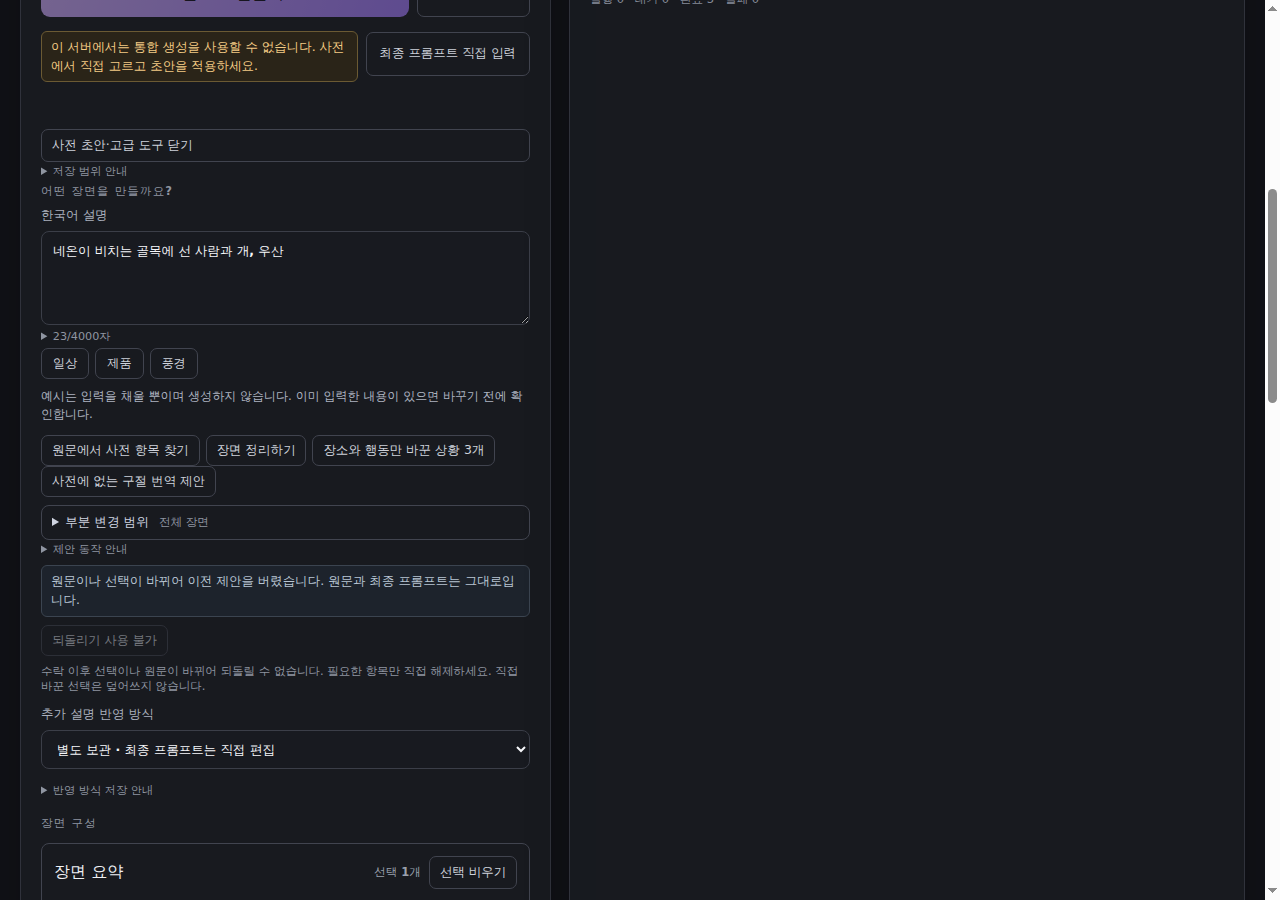 이 서버에서는 통합 생성을 사용할 수 없습니다. 사전
에서 직접 고르고 초안을 적용하세요.
최종 프롬프트 직접 입력
사전 초안·고급 도구 닫기
▶ 저장 범위 안내
어떤 장면을 만들까요?
한국어 설명
네온이 비치는 골목에 선 사람과 개, 우산
▶ 23/4000자
일상 제품 풍경
예시는 입력을 채울 뿐이며 생성하지 않습니다. 이미 입력한 내용이 있으면 바꾸기 전에 확
인합니다.
원문에서 사전 항목 찾기 장면 정리하기 장소와 행동만 바꾼 상황 3개
사전에 없는 구절 번역 제안
▶ 부분 변경 범위 전체 장면
▶ 제안 동작 안내
원문이나 선택이 바뀌어 이전 제안을 버렸습니다. 원문과 최종 프롬프트는 그대로입
니다.
되돌리기 사용 불가
수락 이후 선택이나 원문이 바뀌어 되돌릴 수 없습니다. 필요한 항목만 직접 해제하세요. 직접
바꾼 선택은 덮어쓰지 않습니다.
추가 설명 반영 방식
별도 보관 · 최종 프롬프트는 직접 편집
▶ 반영 방식 저장 안내
장면 구성
장면 요약 선택 1개 선택 비우기